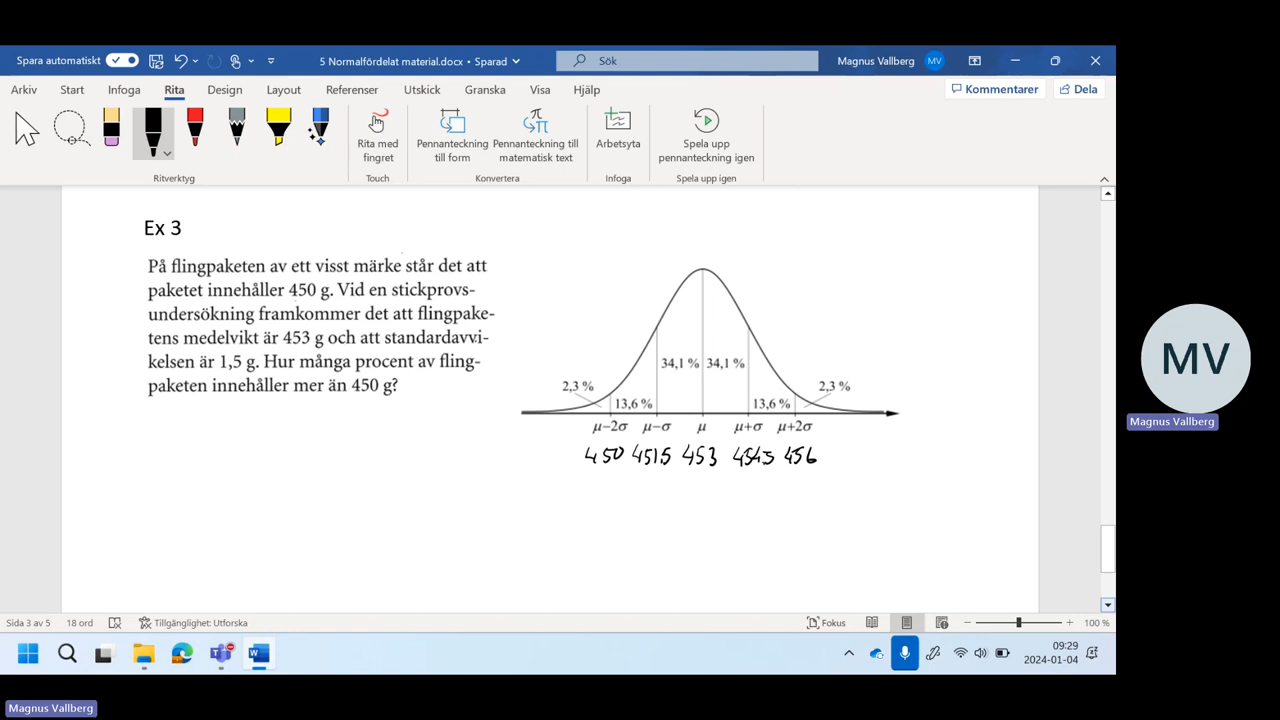 Spara automatiskt
5 Normalfördelat material.docx • Sparad
Sök
Magnus Vallberg
MV
Arkiv Start Infoga Rita Design Layout Referenser Utskick Granska Visa Hjälp
Kommentarer
Dela
Rita med fingret
Pennanteckning till form
Pennanteckning till matematisk text
Arbetsyta
Spela upp pennanteckning igen
Ritverktyg
Touch
Konvertera
Infoga
Spela upp igen
Ex 3
På flingpaketen av ett visst märke står det att
paketet innehåller 450 g. Vid en stickprovs-
undersökning framkommer det att flingpake-
tens medelvikt är 453 g och att standardavvi-
kelsen är 1,5 g. Hur många procent av fling-
paketen innehåller mer än 450 g?
34,1 % 34,1 %
2,3 % 2,3 %
13,6 % 13,6 %
μ−2σ μ−σ μ μ+σ μ+2σ
450 451,5 453 454,5 456
MV
Magnus Vallberg
Sida 3 av 5
18 ord
Tillgänglighet: Utforska
Fokus
100 %
09:29
2024-01-04
Magnus Vallberg